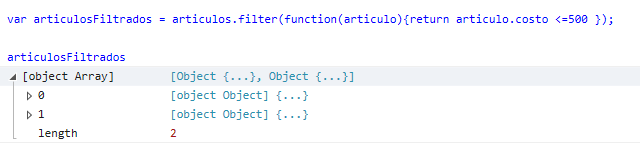 var articulosFiltrados = articulos.filter(function(articulo){return articulo.costo <=500 });
articulosFiltrados
[object Array] [Object {...}, Object {...}]
0 [object Object] {...}
1 [object Object] {...}
length 2